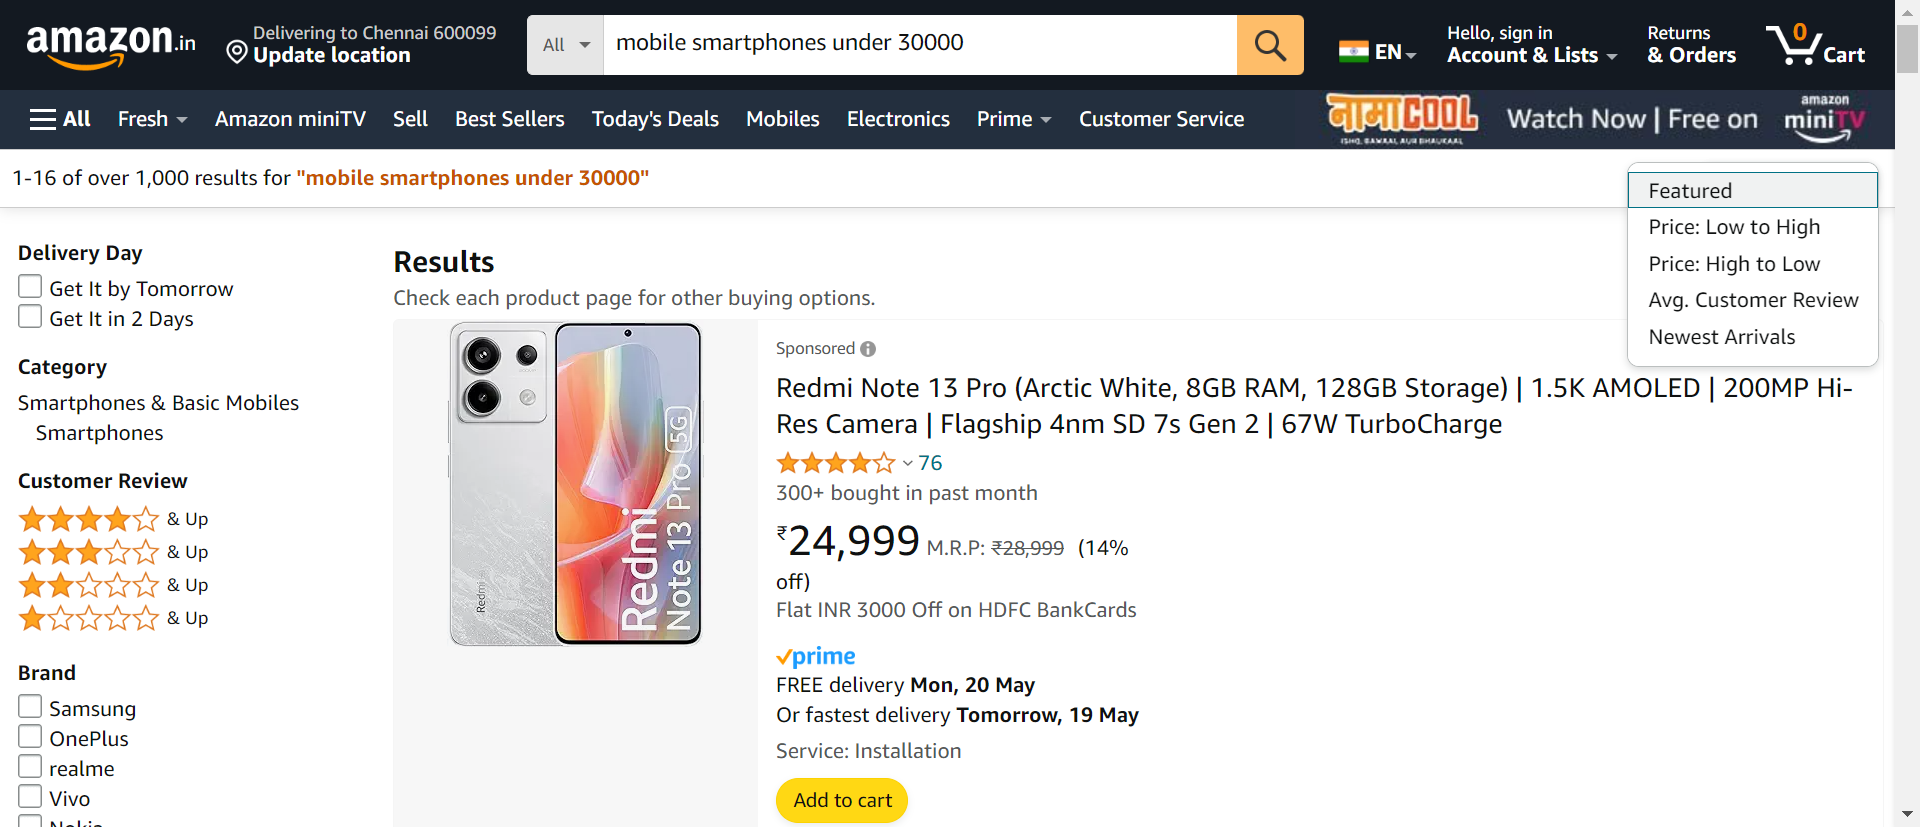 amazon.in
Delivering to Chennai 600099
Update location
All
mobile smartphones under 30000
EN
Hello, sign in
Account & Lists
Returns
& Orders
0
Cart
All
Fresh
Amazon miniTV
Sell
Best Sellers
Today's Deals
Mobiles
Electronics
Prime
Customer Service
नामाCOOL
ISHQ, BAWAAL AUR BHAUKAAL
Watch Now | Free on
amazon
miniTV
1-16 of over 1,000 results for "mobile smartphones under 30000"
Featured
Price: Low to High
Price: High to Low
Avg. Customer Review
Newest Arrivals
Delivery Day
Get It by Tomorrow
Get It in 2 Days
Category
Smartphones & Basic Mobiles
Smartphones
Customer Review
& Up
& Up
& Up
& Up
Brand
Samsung
OnePlus
realme
Vivo
Nokia
Results
Check each product page for other buying options.
Redmi
Redmi
Note 13 Pro 5G
Sponsored
Redmi Note 13 Pro (Arctic White, 8GB RAM, 128GB Storage) | 1.5K AMOLED | 200MP Hi-
Res Camera | Flagship 4nm SD 7s Gen 2 | 67W TurboCharge
76
300+ bought in past month
₹24,999 M.R.P: ₹28,999 (14%
off)
Flat INR 3000 Off on HDFC BankCards
prime
FREE delivery Mon, 20 May
Or fastest delivery Tomorrow, 19 May
Service: Installation
Add to cart